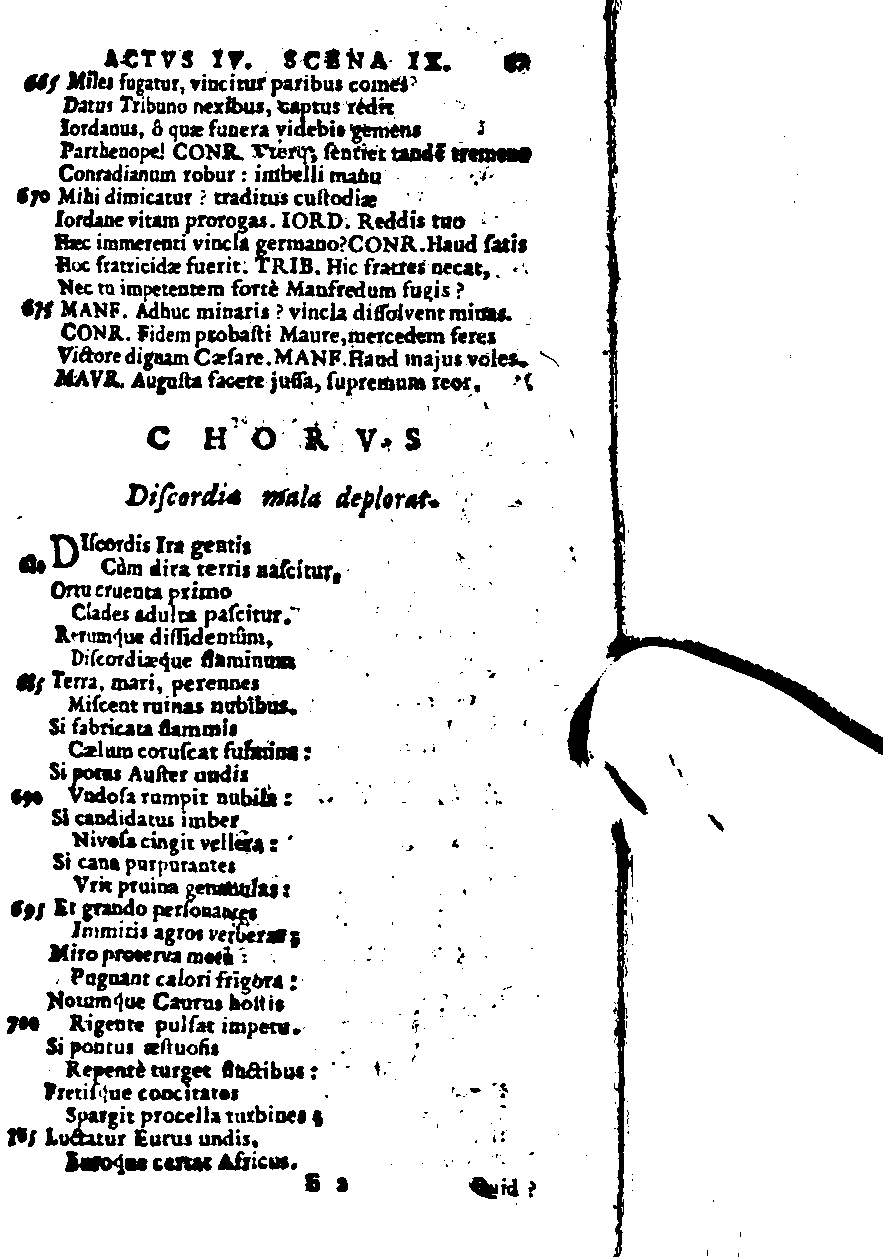 ACTVS IV. SCENA IX. 67
665 Miles fugatur, vincitur paribus comes
Datus Tribuno nexibus, captus redit
Iordanus, ô quæ funera videbis gemens
Parthenope! CONR. sentiet tandē tremens
Conradianum robur : imbelli manu
670 Mihi dimicatur ? traditus custodiæ
Iordane vitam prorogas. IORD. Reddis tuo
Hæc immerenti vincla germano? CONR. Haud satis
Hoc fratricidæ fuerit. TRIB. Hic fratres necat,
Nec tu impetentem fortè Manfredum fugis ?
675 MANF. Adhuc minaris ? vincla dissolvent minas.
CONR. Fidem probasti Maure, mercedem feres
Victore dignam Cæsare. MANF. Haud majus voles.
MAVR. Augusta facere jussa, supremum reor.
CHORVS
Discordiæ mala deplorat.
DIscordis Ira gentis
680 Cùm dira terris nascitur,
Ortu cruenta primo
Clades adulta pascitur.
Rerumque dissidentûm,
Discordiæque flaminum
685 Terra, mari, perennes
Miscent ruinas nubibus.
Si fabricata flammis
Cælum coruscat fulmina :
Si potus Auster undis
690 Vndosa rumpit nubila :
Si candidatus imber
Nivosa cingit vellera :
Si cana purpurantes
Vrit pruina gemmulas :
695 Et grando personantes
Immitis agros verberat ;
Miro proterva motu
Pugnant calori frigora :
Notumque Caurus hostis
700 Rigente pulsat impetu.
Si pontus æstuosis
Repentè turget fluctibus :
Fretisque concitatos
Spargit procella turbines ;
705 Luctatur Eurus undis,
Euroque certat Africus.
E 2 Quid ?